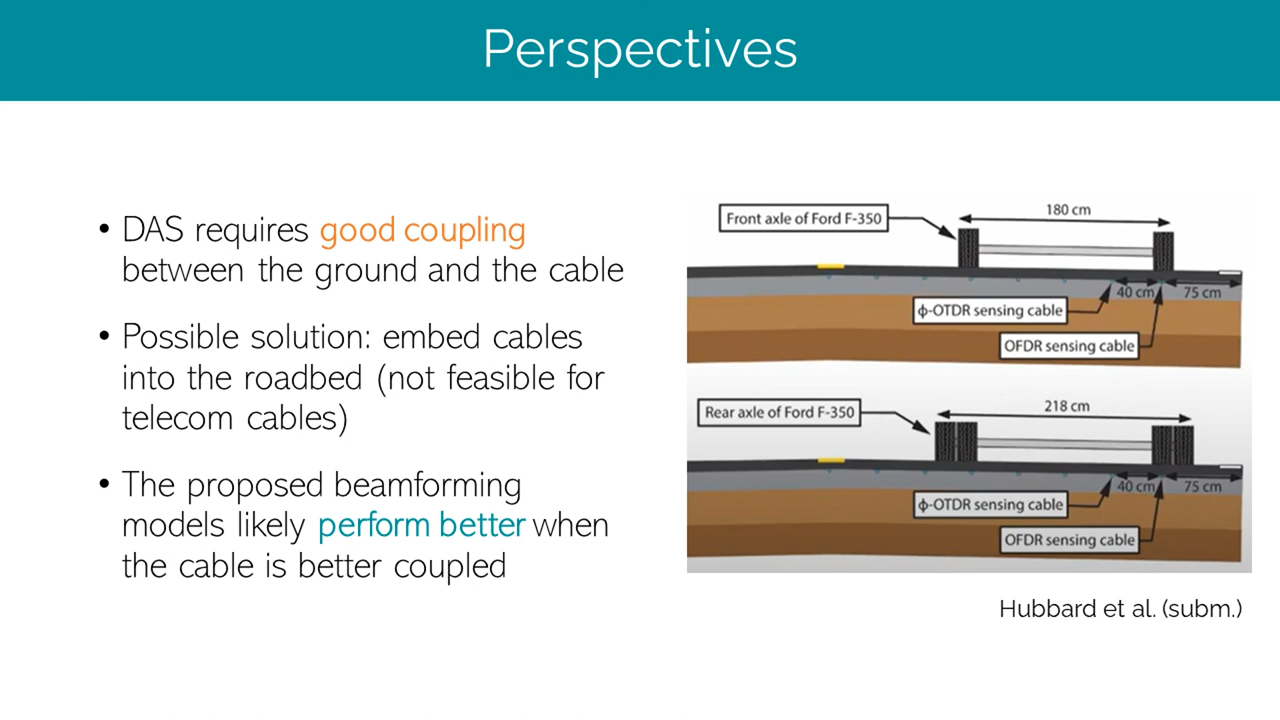 Perspectives
• DAS requires good coupling
between the ground and the cable
• Possible solution: embed cables
into the roadbed (not feasible for
telecom cables)
• The proposed beamforming
models likely perform better when
the cable is better coupled
180 cm
Front axle of Ford F-350
40 cm
75 cm
ϕ-OTDR sensing cable
OFDR sensing cable
218 cm
Rear axle of Ford F-350
40 cm
75 cm
ϕ-OTDR sensing cable
OFDR sensing cable
Hubbard et al. (subm.)